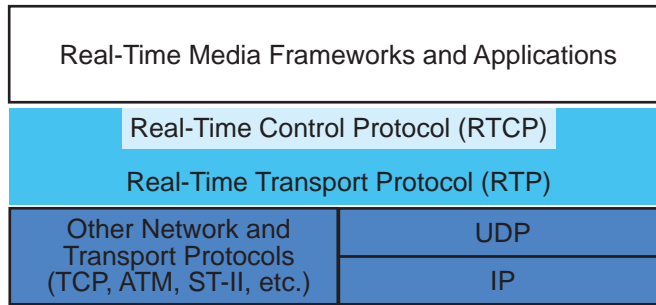 Real-Time Media Frameworks and Applications
Real-Time Control Protocol (RTCP)
Real-Time Transport Protocol (RTP)
Other Network and
Transport Protocols
(TCP, ATM, ST-II, etc.)
UDP
IP